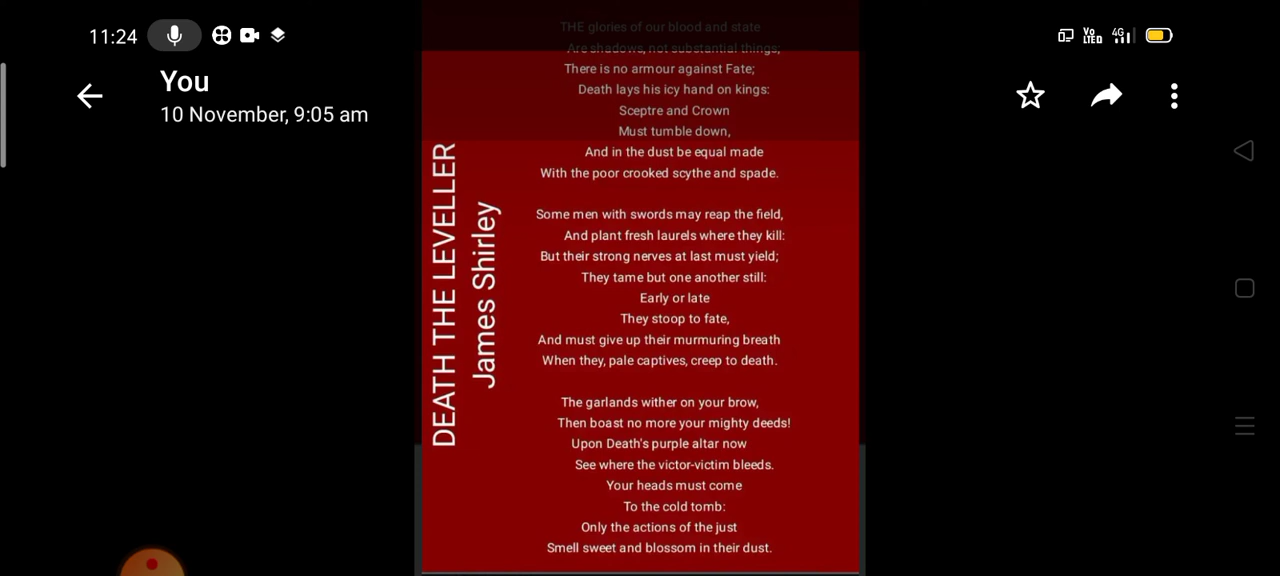 11:24
Vo
LTED
4G
You
10 November, 9:05 am
DEATH THE LEVELLER
James Shirley
THE glories of our blood and state
Are shadows, not substantial things;
There is no armour against Fate;
Death lays his icy hand on kings:
Sceptre and Crown
Must tumble down,
And in the dust be equal made
With the poor crooked scythe and spade.
Some men with swords may reap the field,
And plant fresh laurels where they kill:
But their strong nerves at last must yield;
They tame but one another still:
Early or late
They stoop to fate,
And must give up their murmuring breath
When they, pale captives, creep to death.
The garlands wither on your brow,
Then boast no more your mighty deeds!
Upon Death's purple altar now
See where the victor-victim bleeds.
Your heads must come
To the cold tomb:
Only the actions of the just
Smell sweet and blossom in their dust.